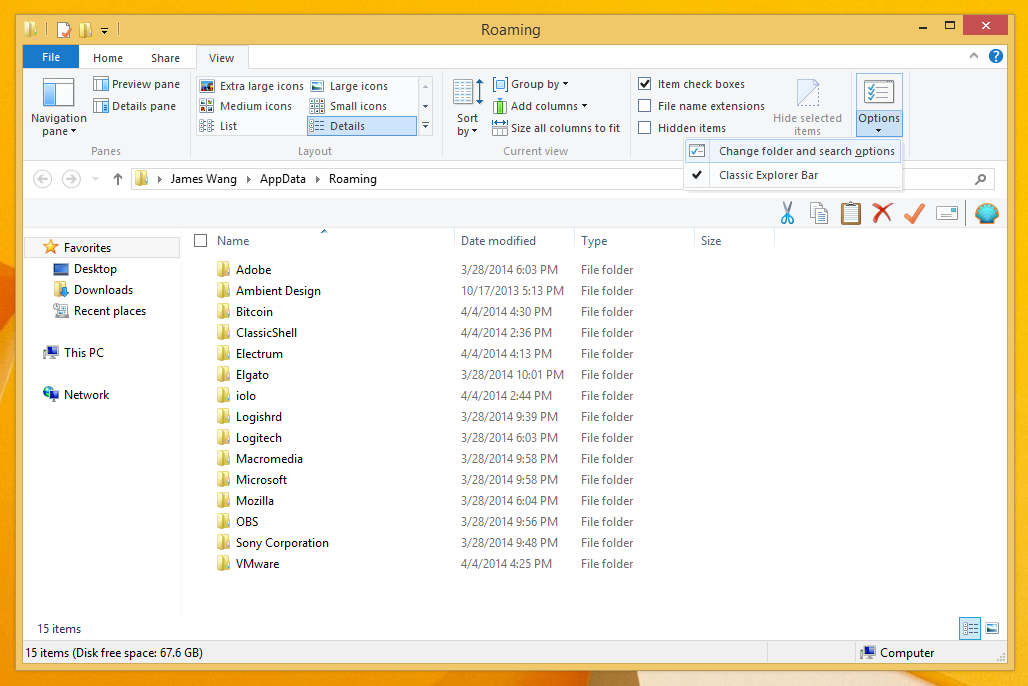 Roaming
File Home Share View
Navigation pane
Preview pane
Details pane
Panes
Extra large icons Large icons
Medium icons Small icons
List Details
Layout
Sort by
Group by
Add columns
Size all columns to fit
Current view
Item check boxes
File name extensions
Hidden items
Hide selected items
Options
Change folder and search options
Classic Explorer Bar
James Wang AppData Roaming
Favorites
Desktop
Downloads
Recent places
This PC
Network
Name Date modified Type Size
Adobe 3/28/2014 6:03 PM File folder
Ambient Design 10/17/2013 5:13 PM File folder
Bitcoin 4/4/2014 4:30 PM File folder
ClassicShell 4/4/2014 2:36 PM File folder
Electrum 4/4/2014 4:13 PM File folder
Elgato 3/28/2014 10:01 PM File folder
iolo 4/4/2014 2:44 PM File folder
Logishrd 3/28/2014 9:39 PM File folder
Logitech 3/28/2014 6:03 PM File folder
Macromedia 3/28/2014 9:58 PM File folder
Microsoft 3/28/2014 9:58 PM File folder
Mozilla 3/28/2014 6:04 PM File folder
OBS 3/28/2014 9:56 PM File folder
Sony Corporation 3/28/2014 9:48 PM File folder
VMware 4/4/2014 4:25 PM File folder
15 items
15 items (Disk free space: 67.6 GB) Computer